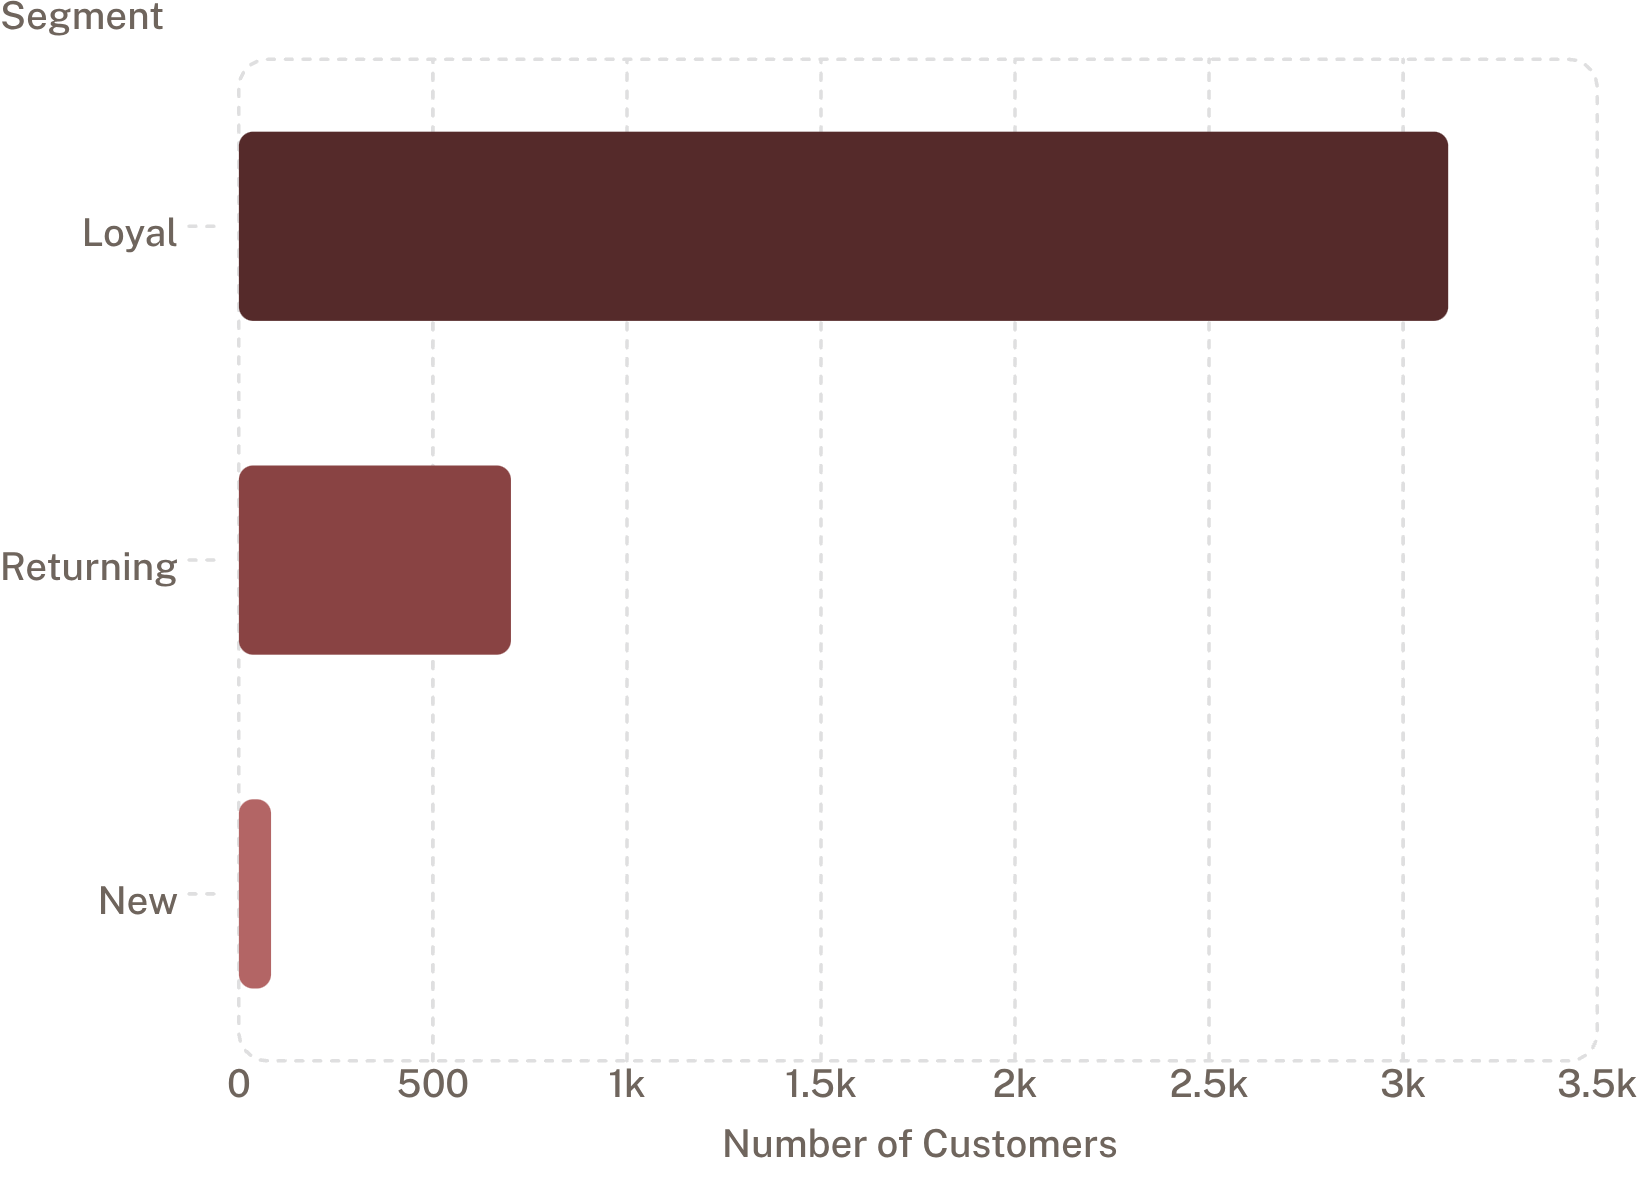 Segment
Loyal
Returning
New
0 500 1k 1.5k 2k 2.5k 3k 3.5k
Number of Customers